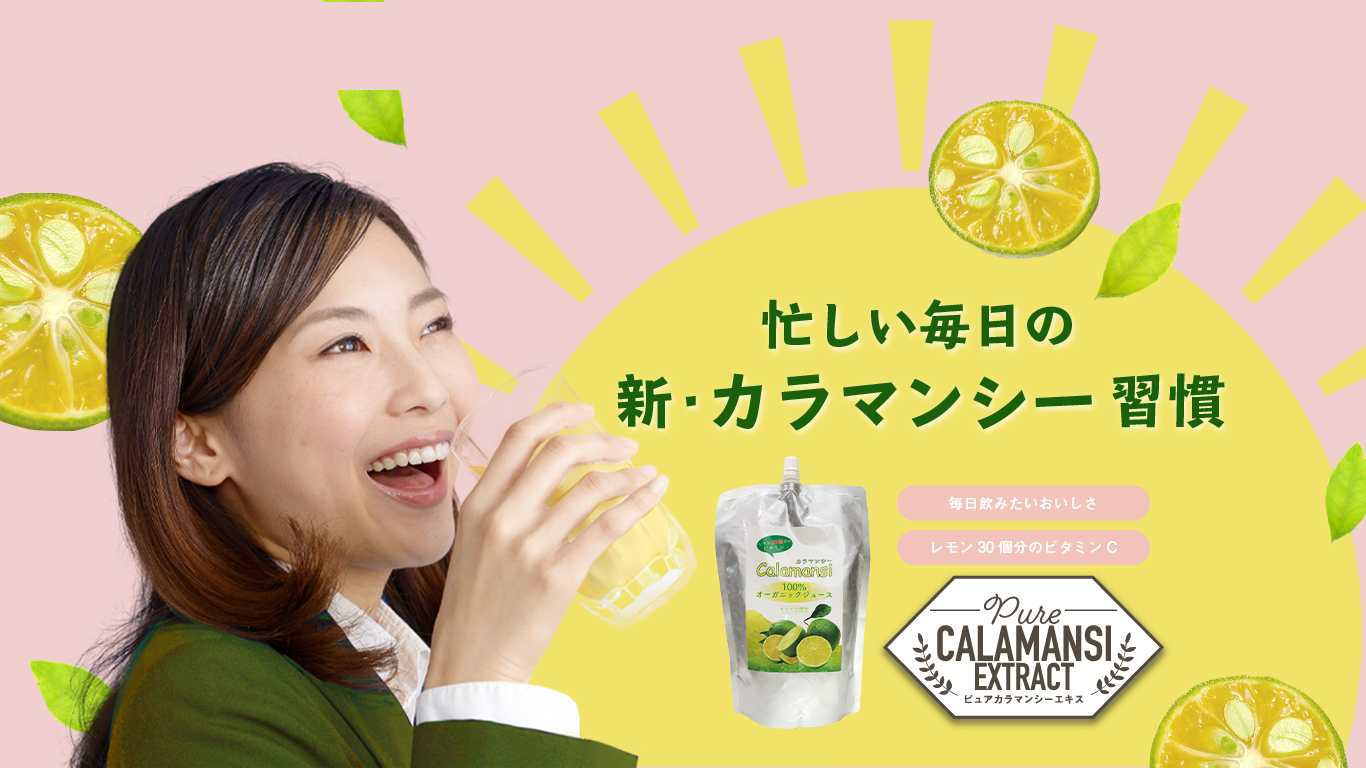 忙しい毎日の
新・カラマンシー習慣
毎日飲みたいおいしさ
レモン30個分のビタミンC
カラマンシー
Calamansi
100%
オーガニックジュース
Pure
CALAMANSI
EXTRACT
ピュアカラマンシーエキス